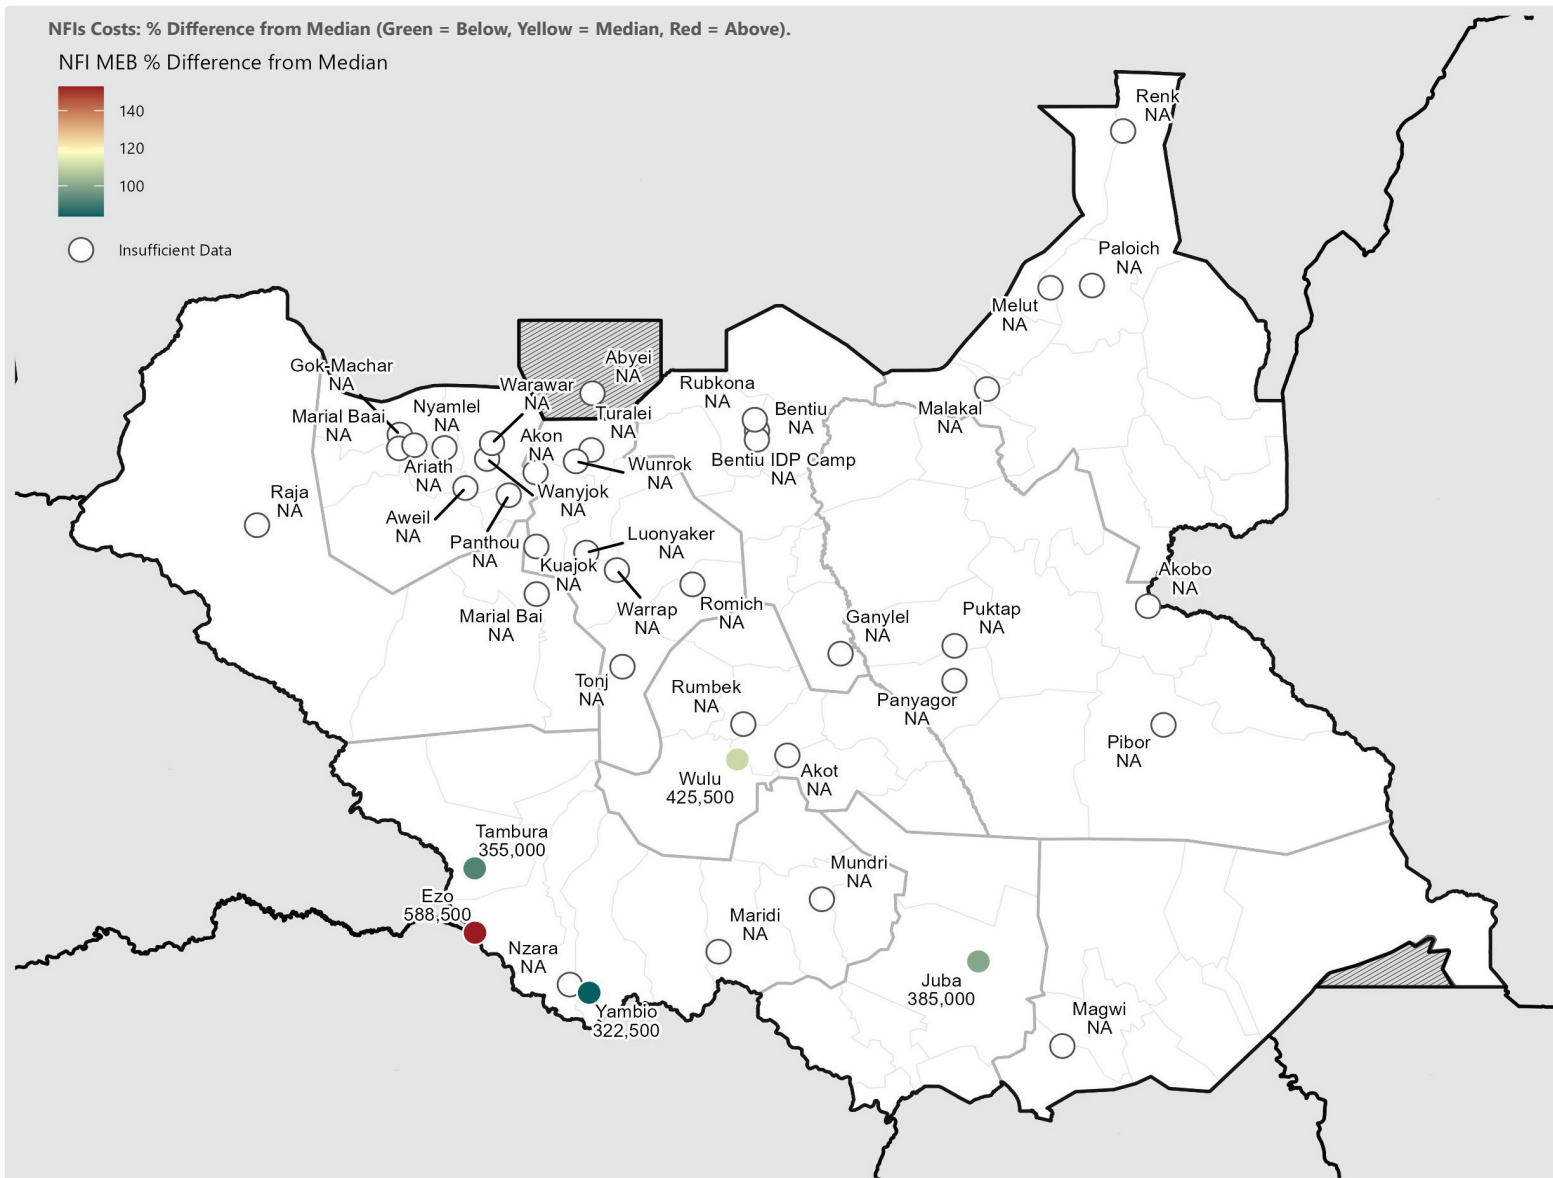 NFIs Costs: % Difference from Median (Green = Below, Yellow = Median, Red = Above).
NFI MEB % Difference from Median
140
120
100
Insufficient Data
Renk
NA
Paloich
NA
Melut
NA
Abyei
NA
Gok-Machar
NA
Warawar
NA
Rubkona
NA
Malakal
NA
Marial Baai
NA
Nyamlel
NA
Turalei
NA
Bentiu
NA
Akon
NA
Bentiu IDP Camp
NA
Ariath
NA
Wunrok
NA
Wanyjok
NA
Raja
NA
Aweil
NA
Panthou
NA
Luonyaker
NA
Kuajok
NA
Akobo
NA
Marial Bai
NA
Warrap
NA
Romich
NA
Ganylel
NA
Puktap
NA
Tonj
NA
Rumbek
NA
Panyagor
NA
Pibor
NA
Wulu
425,500
Akot
NA
Tambura
355,000
Mundri
NA
Ezo
588,500
Maridi
NA
Nzara
NA
Juba
385,000
Yambio
322,500
Magwi
NA